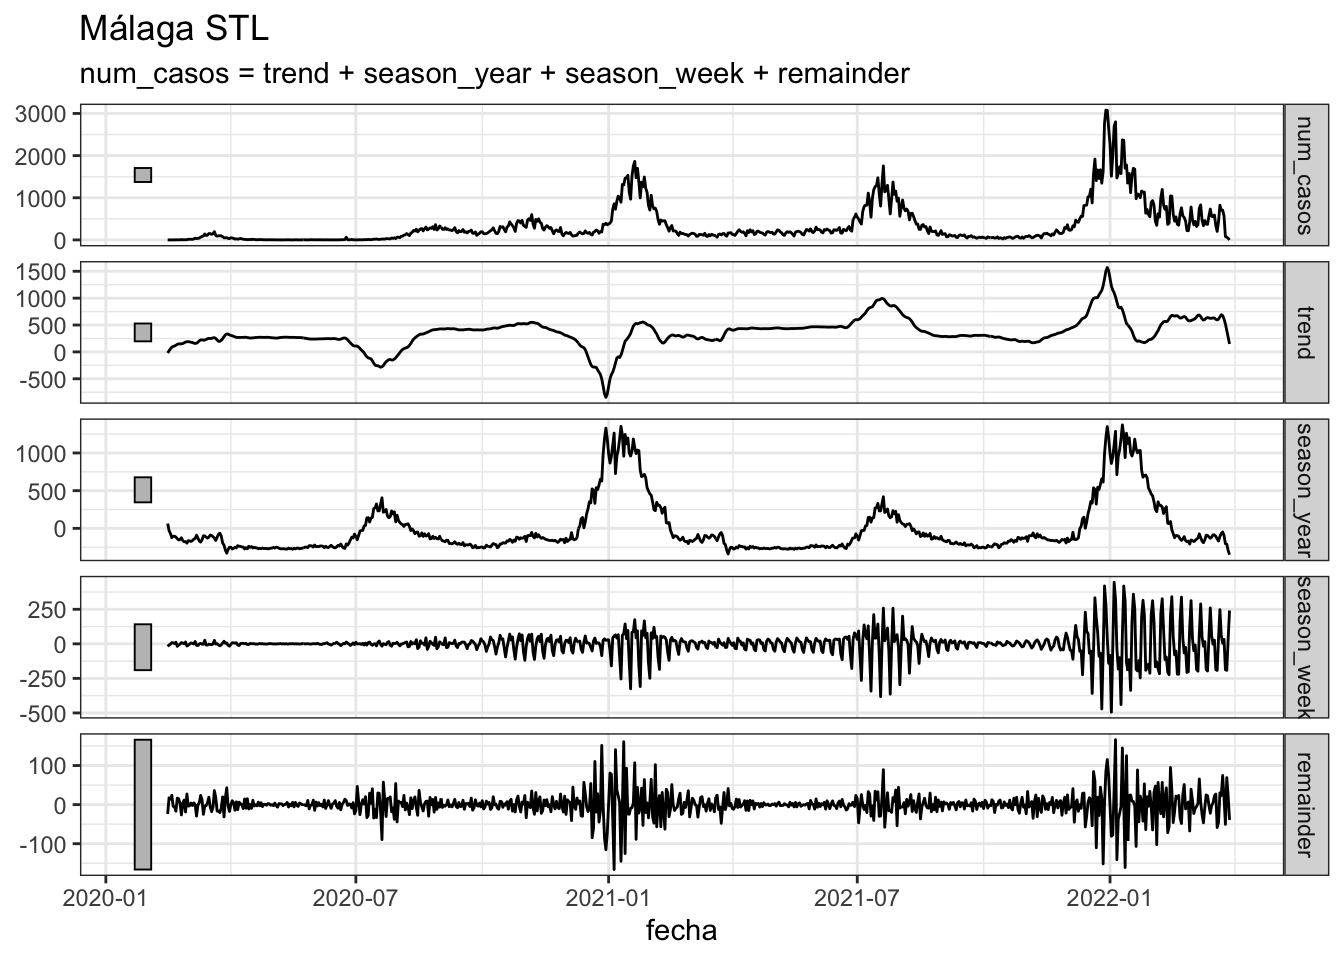 Málaga STL
num_casos = trend + season_year + season_week + remainder
3000
2000
1000
0
num_casos
1500
1000
500
0
-500
trend
1000
500
0
season_year
250
0
-250
-500
season_week
100
0
-100
remainder
2020-01 2020-07 2021-01 2021-07 2022-01
fecha